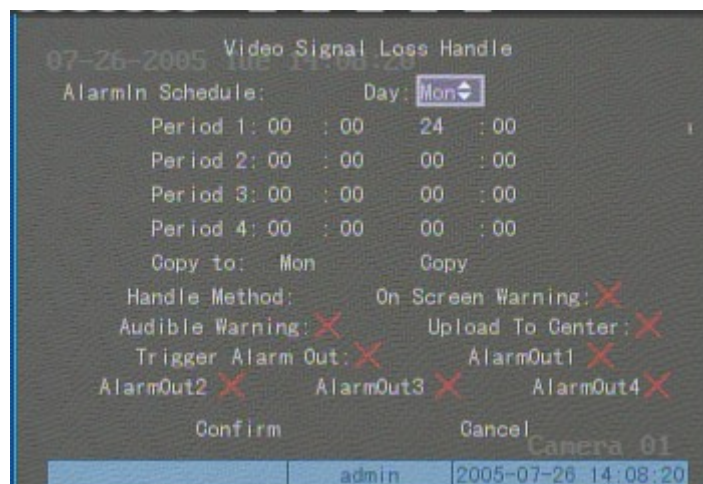 Video Signal Loss Handle
07-26-2005 Tue 14:08:20
AlarmIn Schedule: Day: Mon
Period 1: 00 : 00 24 : 00
Period 2: 00 : 00 00 : 00
Period 3: 00 : 00 00 : 00
Period 4: 00 : 00 00 : 00
Copy to: Mon Copy
Handle Method: On Screen Warning:
Audible Warning: Upload To Center:
Trigger Alarm Out: AlarmOut1
AlarmOut2 AlarmOut3 AlarmOut4
Confirm Cancel
Camera 01
admin 2005-07-26 14:08:20